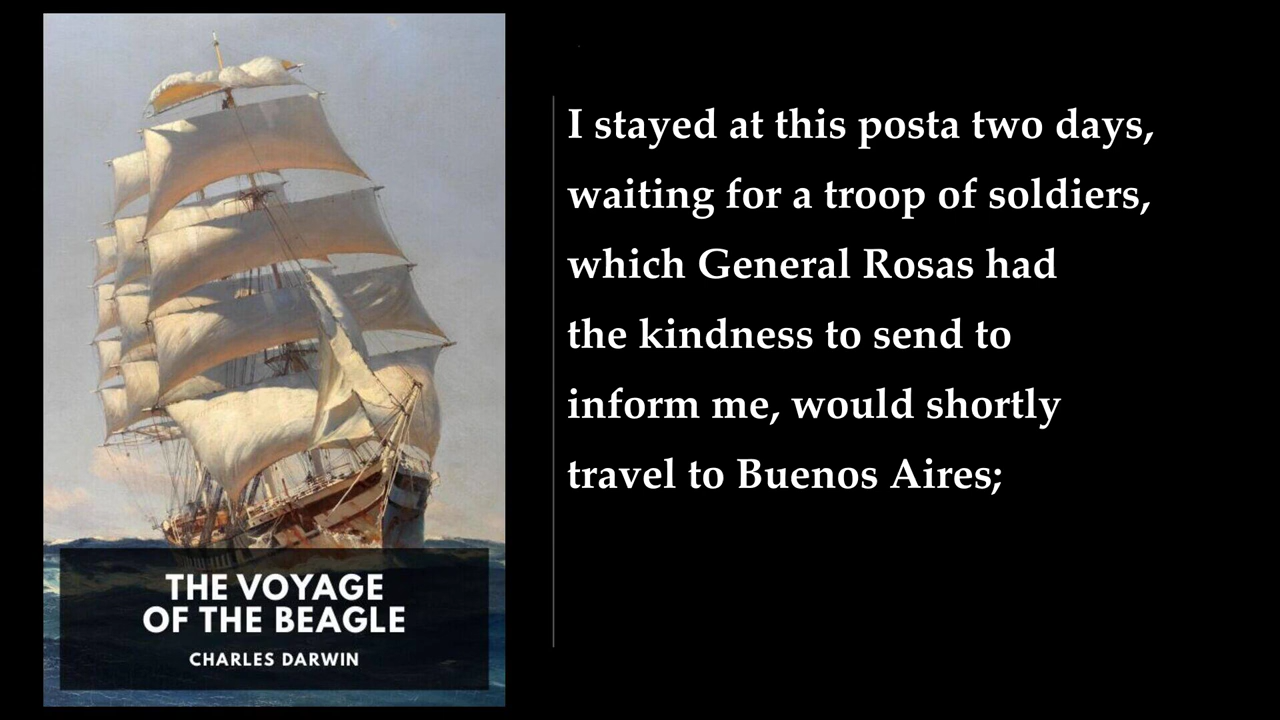 THE VOYAGE
OF THE BEAGLE
CHARLES DARWIN
I stayed at this posta two days,
waiting for a troop of soldiers,
which General Rosas had
the kindness to send to
inform me, would shortly
travel to Buenos Aires;